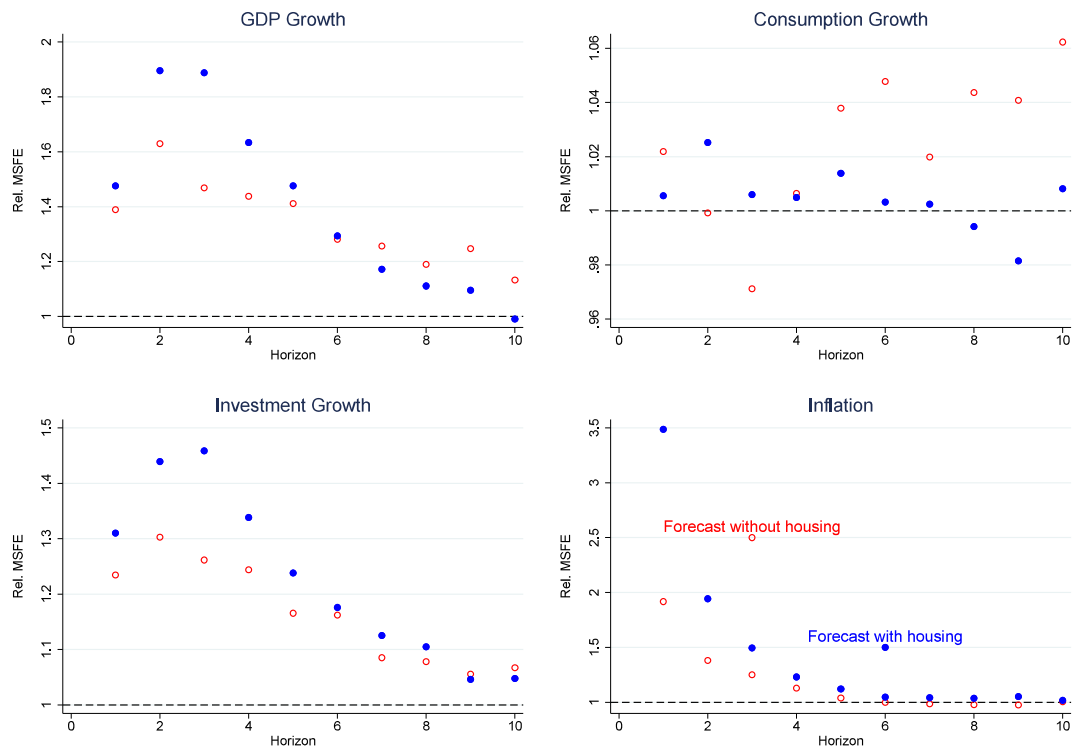 GDP Growth
Rel. MSFE
1 1.2 1.4 1.6 1.8 2
0 2 4 6 8 10
Horizon
Consumption Growth
Rel. MSFE
.96 .98 1 1.02 1.04 1.06
0 2 4 6 8 10
Horizon
Investment Growth
Rel. MSFE
1 1.1 1.2 1.3 1.4 1.5
0 2 4 6 8 10
Horizon
Inflation
Rel. MSFE
1 1.5 2 2.5 3 3.5
Forecast without housing
Forecast with housing
0 2 4 6 8 10
Horizon